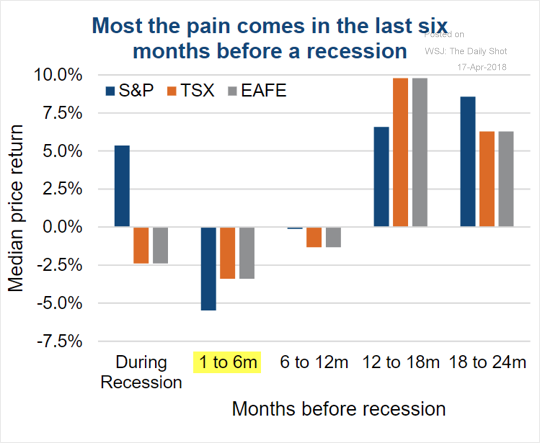 Most the pain comes in the last six
months before a recession
Posted on
WSJ: The Daily Shot
17-Apr-2018
10.0%
7.5%
5.0%
2.5%
0.0%
-2.5%
-5.0%
-7.5%
S&P TSX EAFE
Median price return
During Recession
1 to 6m
6 to 12m
12 to 18m
18 to 24m
Months before recession